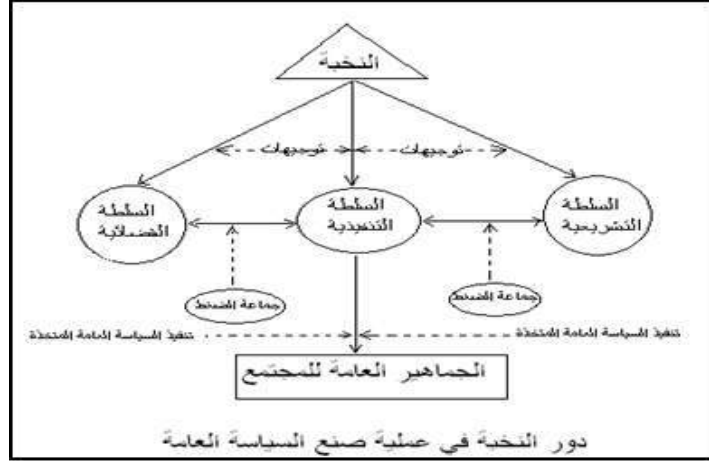 النخبة
توجيهات
توجيهات
السلطة
التشريعية
السلطة
التنفيذية
السلطة
القضائية
جماعة الضغط
جماعة الضغط
تنفيذ السياسة العامة المتخذة
تنفيذ السياسة العامة المتخذة
الجماهير العامة للمجتمع
دور النخبة في عملية صنع السياسة العامة